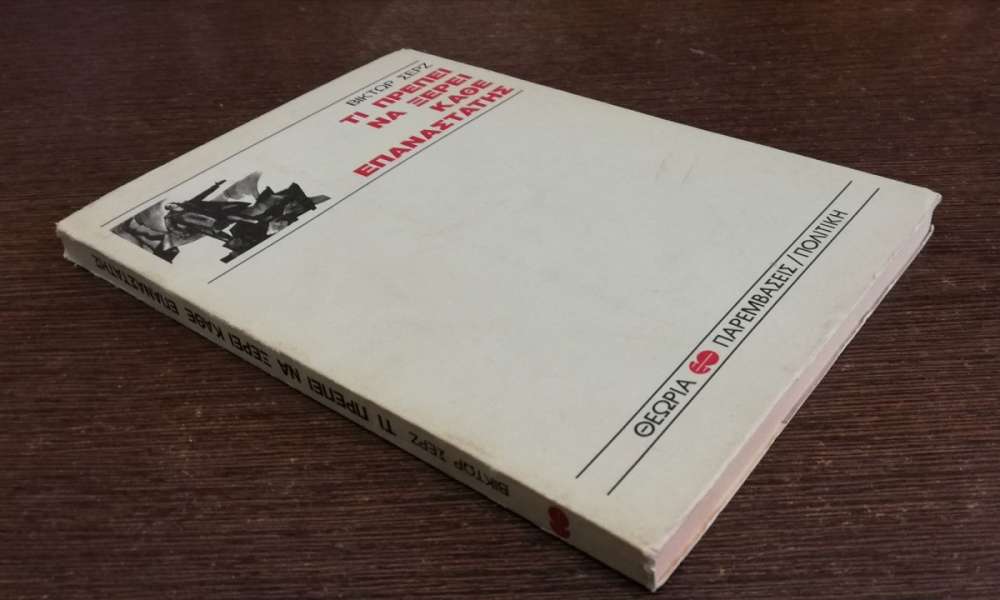 ΒΙΚΤΩΡ ΣΕΡΖ
ΤΙ ΠΡΕΠΕΙ
ΝΑ ΞΕΡΕΙ
ΚΑΘΕ
ΕΠΑΝΑΣΤΑΤΗΣ
ΘΕΩΡΙΑ ΠΑΡΕΜΒΑΣΕΙΣ/ΠΟΛΙΤΙΚΗ
ΒΙΚΤΩΡ ΣΕΡΖ ΤΙ ΠΡΕΠΕΙ ΝΑ ΞΕΡΕΙ ΚΑΘΕ ΕΠΑΝΑΣΤΑΤΗΣ